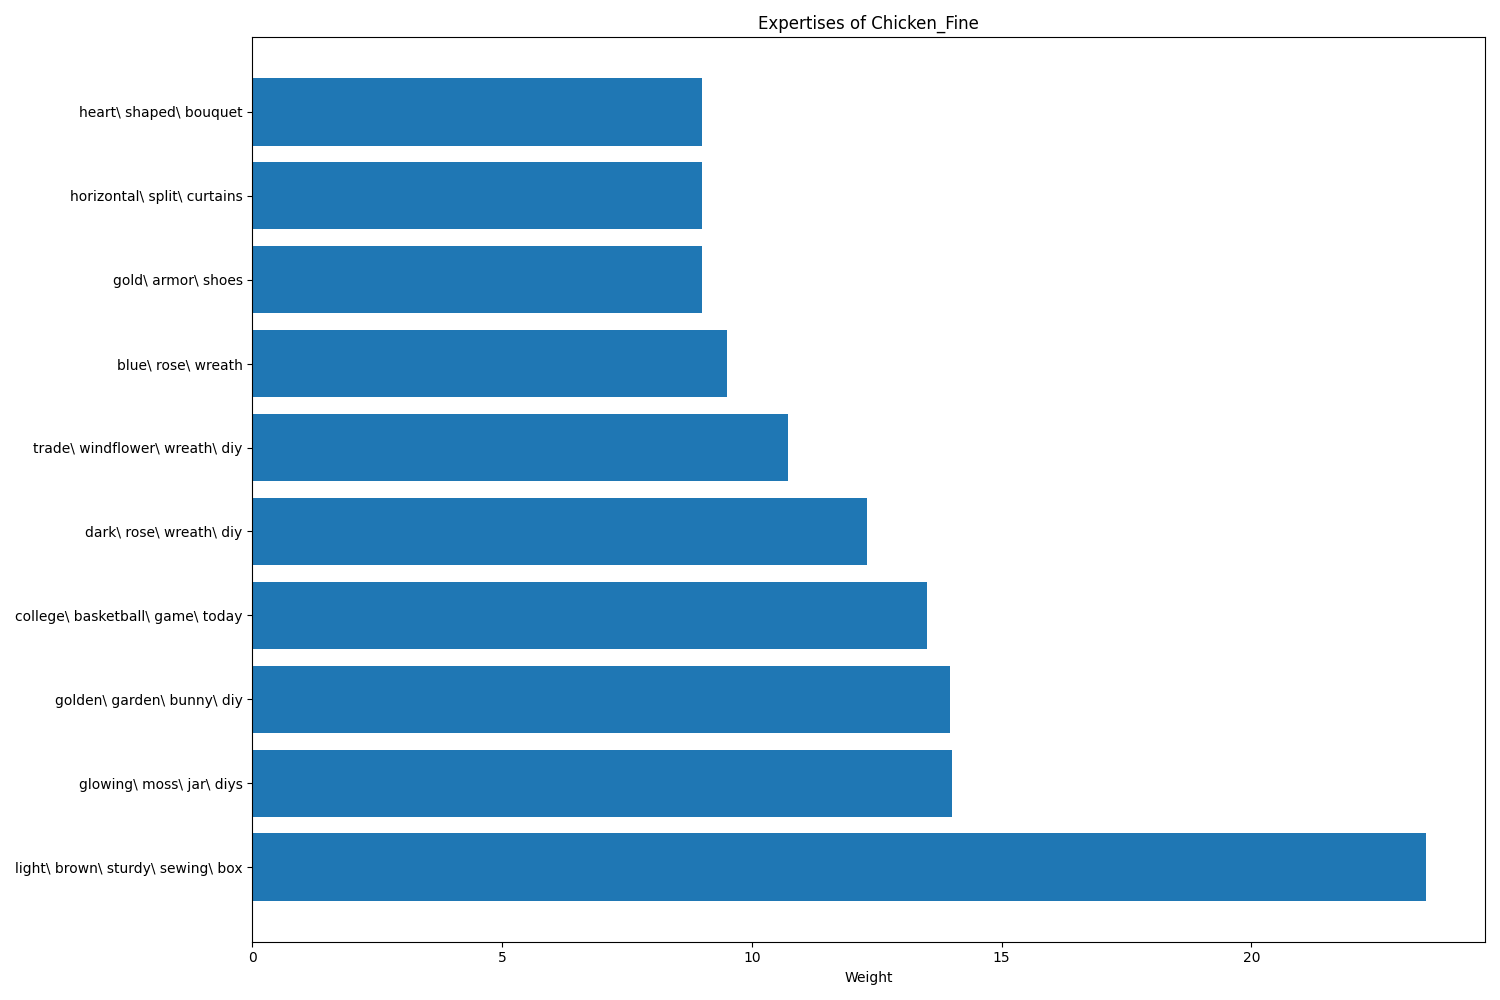 Expertises of Chicken_Fine
heart\ shaped\ bouquet
horizontal\ split\ curtains
gold\ armor\ shoes
blue\ rose\ wreath
trade\ windflower\ wreath\ diy
dark\ rose\ wreath\ diy
college\ basketball\ game\ today
golden\ garden\ bunny\ diy
glowing\ moss\ jar\ diys
light\ brown\ sturdy\ sewing\ box
0 5 10 15 20
Weight